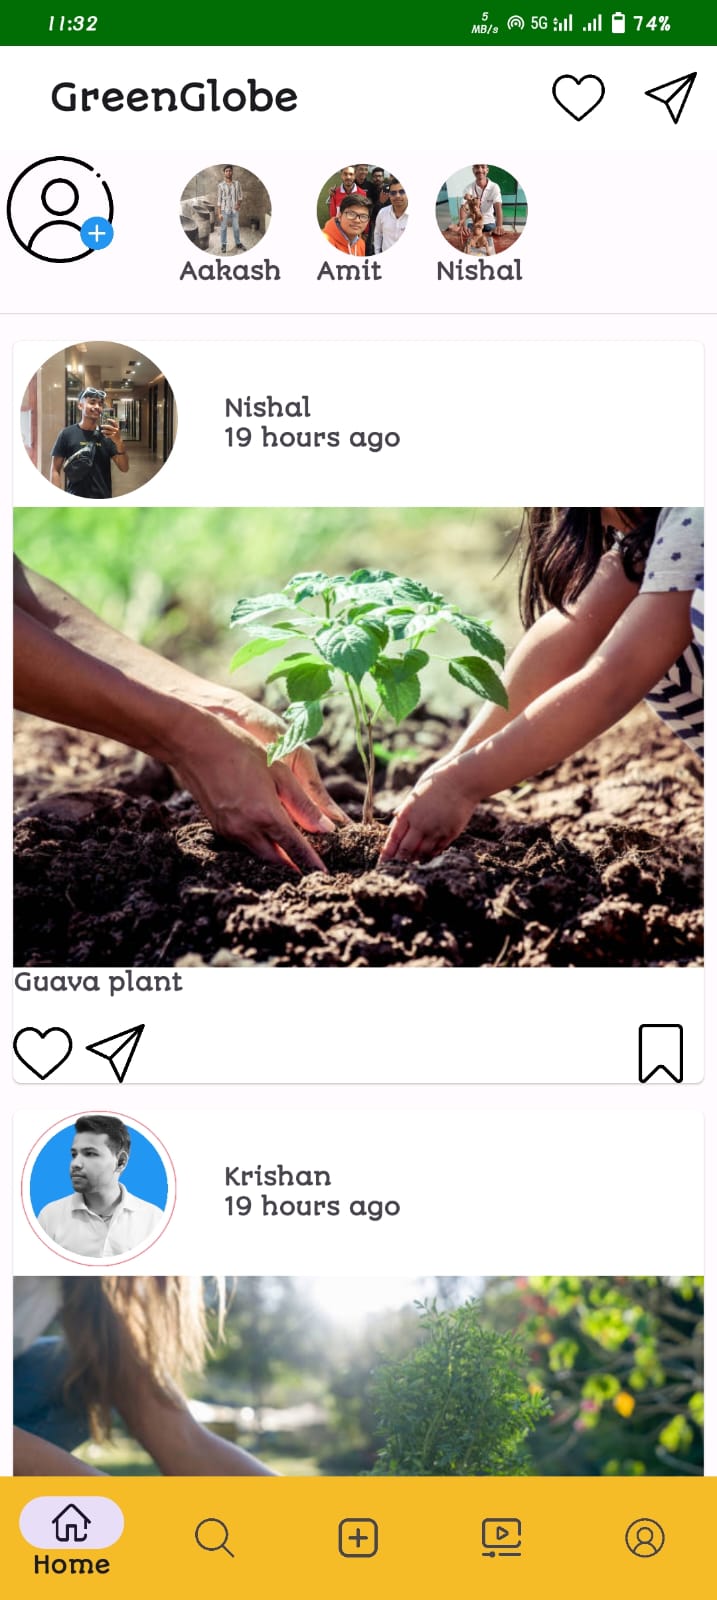 11:32
5
MB/s
5G
74%
GreenGlobe
Aakash
Amit
Nishal
Nishal
19 hours ago
Guava plant
Krishan
19 hours ago
Home